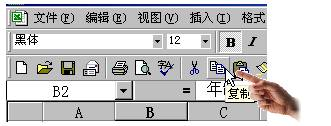 文件(F) 编辑(E) 视图(V) 插入(I) 格式
黑体 12 B I
复制
B2 = 年
A B C